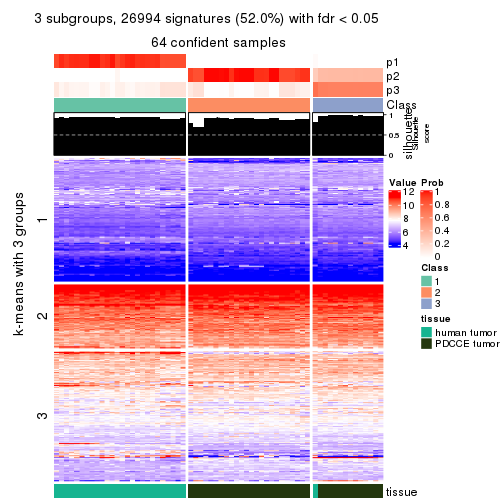 3 subgroups, 26994 signatures (52.0%) with fdr < 0.05
64 confident samples
p1
p2
p3
Class
1
0.5
0
silhouette
Silhouette
score
k-means with 3 groups
1
2
3
Value
12
10
8
6
4
Prob
1
0.8
0.6
0.4
0.2
0
Class
1
2
3
tissue
human tumor
PDCCE tumor
tissue